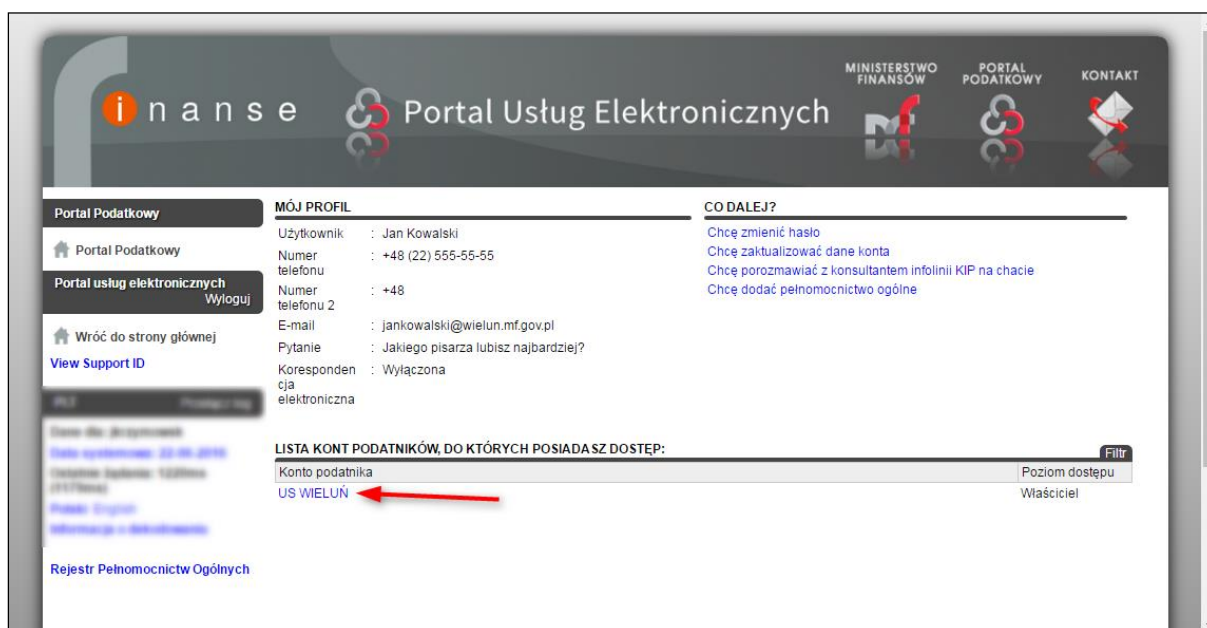 MINISTERSTWO
FINANSÓW
PORTAL
PODATKOWY
KONTAKT
inanse
Portal Usług Elektronicznych
Portal Podatkowy
Portal Podatkowy
Portal usług elektronicznych
Wyloguj
Wróć do strony głównej
View Support ID
Rejestr Pełnomocnictw Ogólnych
MÓJ PROFIL
Użytkownik : Jan Kowalski
Numer : +48 (22) 555-55-55
telefonu
Numer : +48
telefonu 2
E-mail : jankowalski@wielun.mf.gov.pl
Pytanie : Jakiego pisarza lubisz najbardziej?
Koresponden : Wyłączona
cja
elektroniczna
CO DALEJ?
Chcę zmienić hasło
Chcę zaktualizować dane konta
Chcę porozmawiać z konsultantem infolinii KIP na chacie
Chcę dodać pełnomocnictwo ogólne
LISTA KONT PODATNIKÓW, DO KTÓRYCH POSIADASZ DOSTĘP:
Filtr
Konto podatnika Poziom dostępu
US WIELUŃ Właściciel